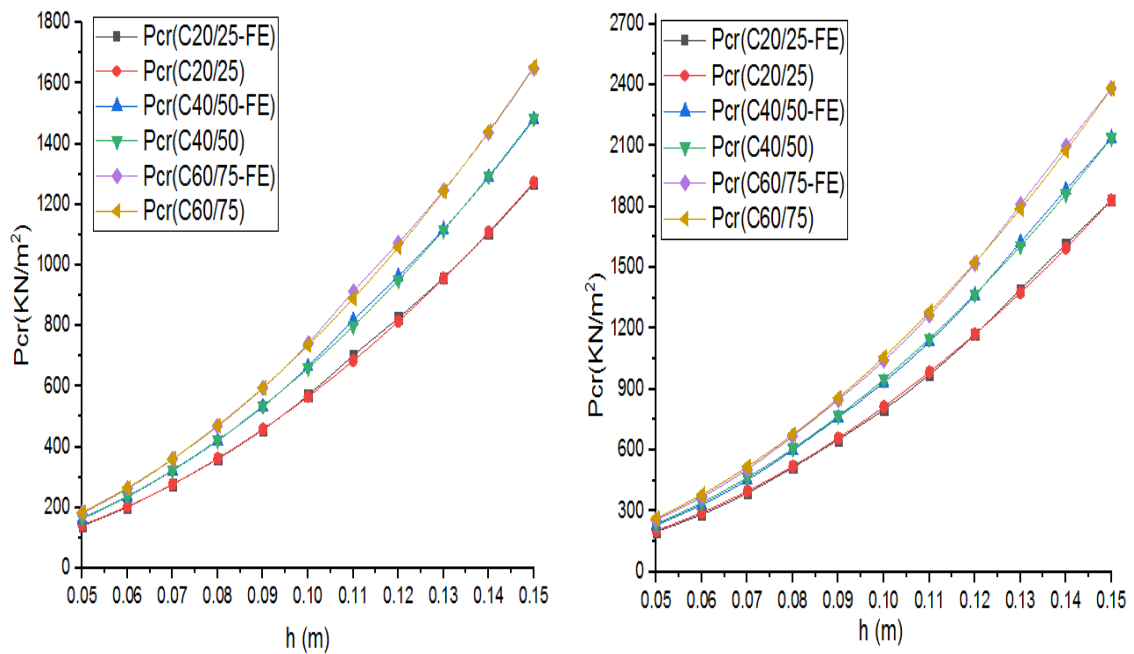 Pcr(KN/m²)
1800
1600
1400
1200
1000
800
600
400
200
0
Pcr(C20/25-FE)
Pcr(C20/25)
Pcr(C40/50-FE)
Pcr(C40/50)
Pcr(C60/75-FE)
Pcr(C60/75)
0.05 0.06 0.07 0.08 0.09 0.10 0.11 0.12 0.13 0.14 0.15
h (m)
Pcr(KN/m²)
2700
2400
2100
1800
1500
1200
900
600
300
0
Pcr(C20/25-FE)
Pcr(C20/25)
Pcr(C40/50-FE)
Pcr(C40/50)
Pcr(C60/75-FE)
Pcr(C60/75)
0.05 0.06 0.07 0.08 0.09 0.10 0.11 0.12 0.13 0.14 0.15
h (m)